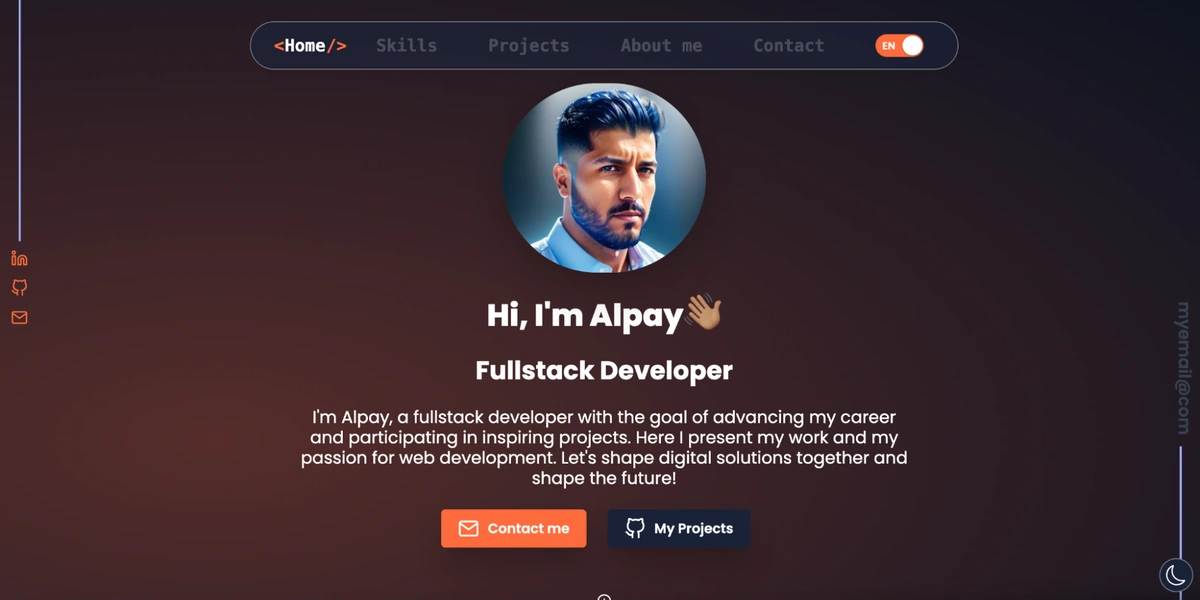 <Home/> Skills Projects About me Contact EN
Hi, I'm Alpay👋🏽
Fullstack Developer
I'm Alpay, a fullstack developer with the goal of advancing my career
and participating in inspiring projects. Here I present my work and my
passion for web development. Let's shape digital solutions together and
shape the future!
Contact me My Projects
myemail@com